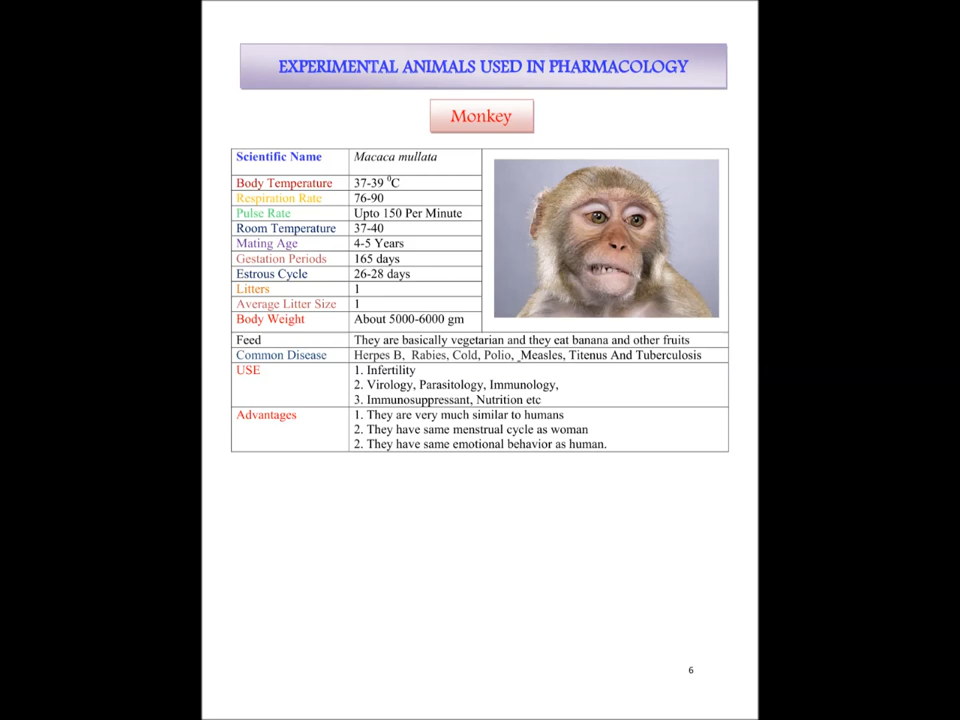 EXPERIMENTAL ANIMALS USED IN PHARMACOLOGY
Monkey
Scientific Name Macaca mullata
Body Temperature 37-39 ⁰C
Respiration Rate 76-90
Pulse Rate Upto 150 Per Minute
Room Temperature 37-40
Mating Age 4-5 Years
Gestation Periods 165 days
Estrous Cycle 26-28 days
Litters 1
Average Litter Size 1
Body Weight About 5000-6000 gm
Feed They are basically vegetarian and they eat banana and other fruits
Common Disease Herpes B, Rabies, Cold, Polio, _Measles, Titenus And Tuberculosis
USE 1. Infertility
2. Virology, Parasitology, Immunology,
3. Immunosuppressant, Nutrition etc
Advantages 1. They are very much similar to humans
2. They have same menstrual cycle as woman
2. They have same emotional behavior as human.
6